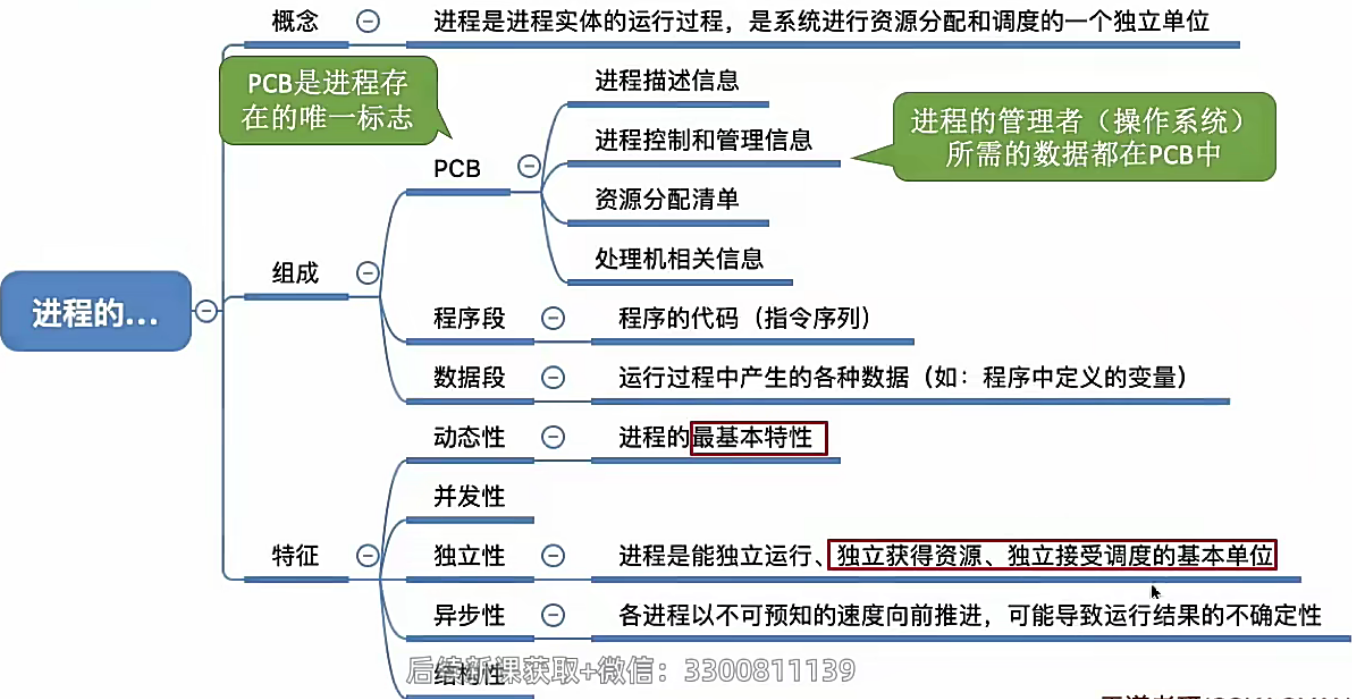 概念
进程是进程实体的运行过程，是系统进行资源分配和调度的一个独立单位
PCB是进程存
在的唯一标志
进程描述信息
进程控制和管理信息
进程的管理者（操作系统）
所需的数据都在PCB中
PCB
资源分配清单
处理机相关信息
组成
进程的...
程序段
程序的代码（指令序列）
数据段
运行过程中产生的各种数据（如：程序中定义的变量）
动态性
进程的最基本特性
并发性
特征
独立性
进程是能独立运行、独立获得资源、独立接受调度的基本单位
异步性
各进程以不可预知的速度向前推进，可能导致运行结果的不确定性
结构性
后续新课获取+微信：3300811139